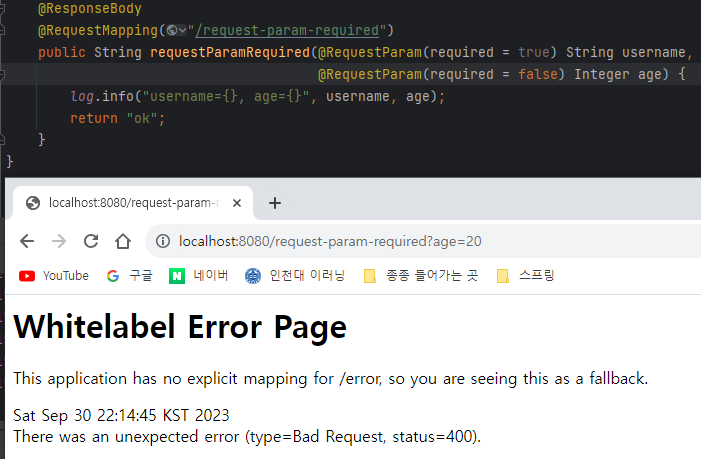 @ResponseBody
@RequestMapping("/request-param-required")
public String requestParamRequired(@RequestParam(required = true) String username,
@RequestParam(required = false) Integer age) {
log.info("username={}, age={}", username, age);
return "ok";
}
}
localhost:8080/request-param-r
localhost:8080/request-param-required?age=20
YouTube 구글 네이버 인천대 이러닝 종종 들어가는 곳 스프링
Whitelabel Error Page
This application has no explicit mapping for /error, so you are seeing this as a fallback.
Sat Sep 30 22:14:45 KST 2023
There was an unexpected error (type=Bad Request, status=400).